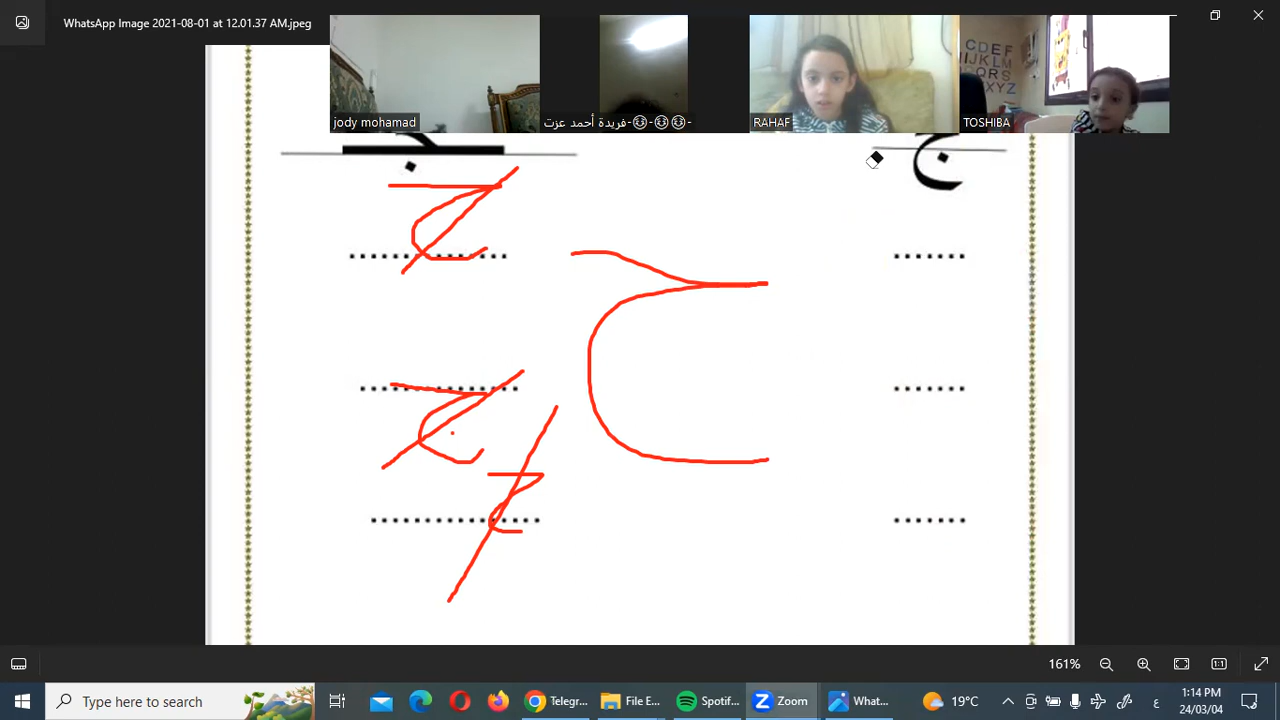 WhatsApp Image 2021-08-01 at 12.01.37 AM.jpeg
jody mohamad
فريدة أحمد عزت-
RAHAF
TOSHIBA
CDEF
ج
161%
Type here to search
Telegr...
File E...
Spotif...
Zoom
What...
19°C
ع
1:14 PM
24/03/04